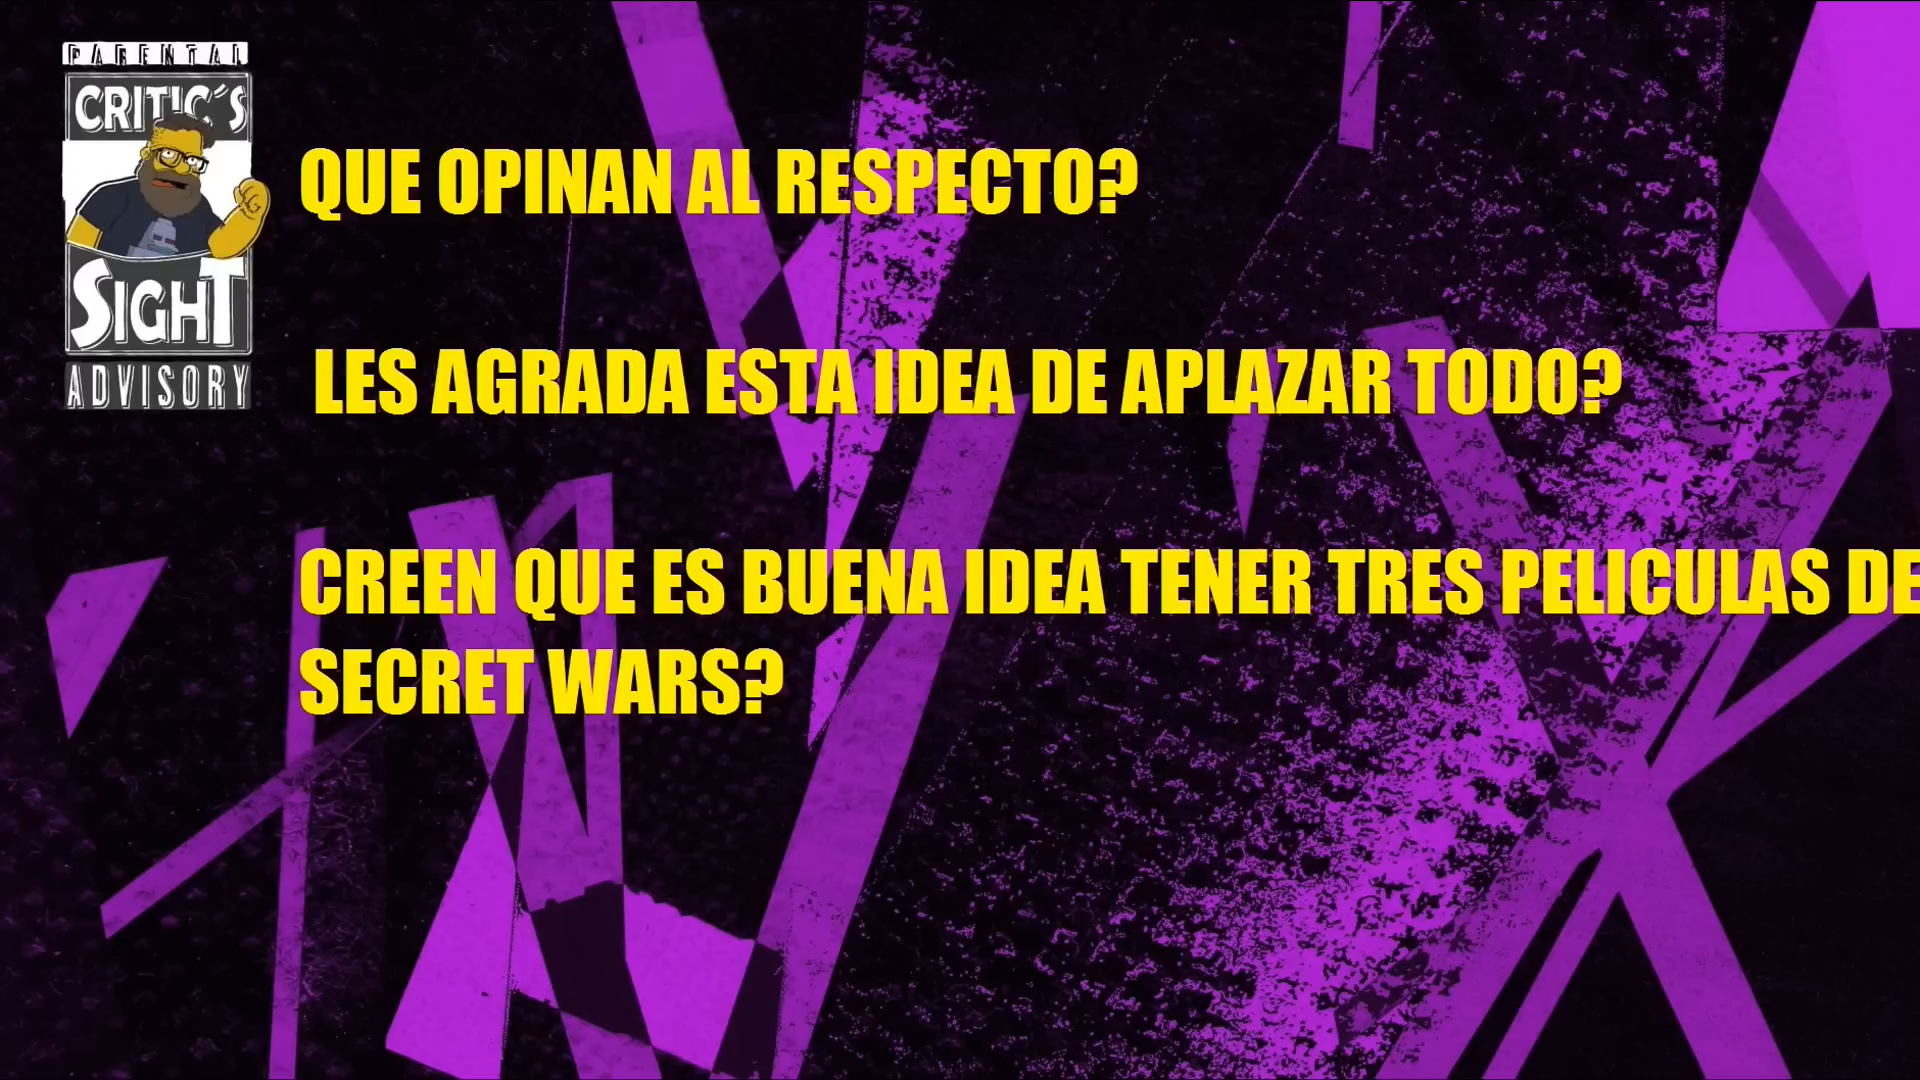 PARENTAL
CRITIC´S
SIGHT
ADVISORY
QUE OPINAN AL RESPECTO?
LES AGRADA ESTA IDEA DE APLAZAR TODO?
CREEN QUE ES BUENA IDEA TENER TRES PELICULAS DE
SECRET WARS?